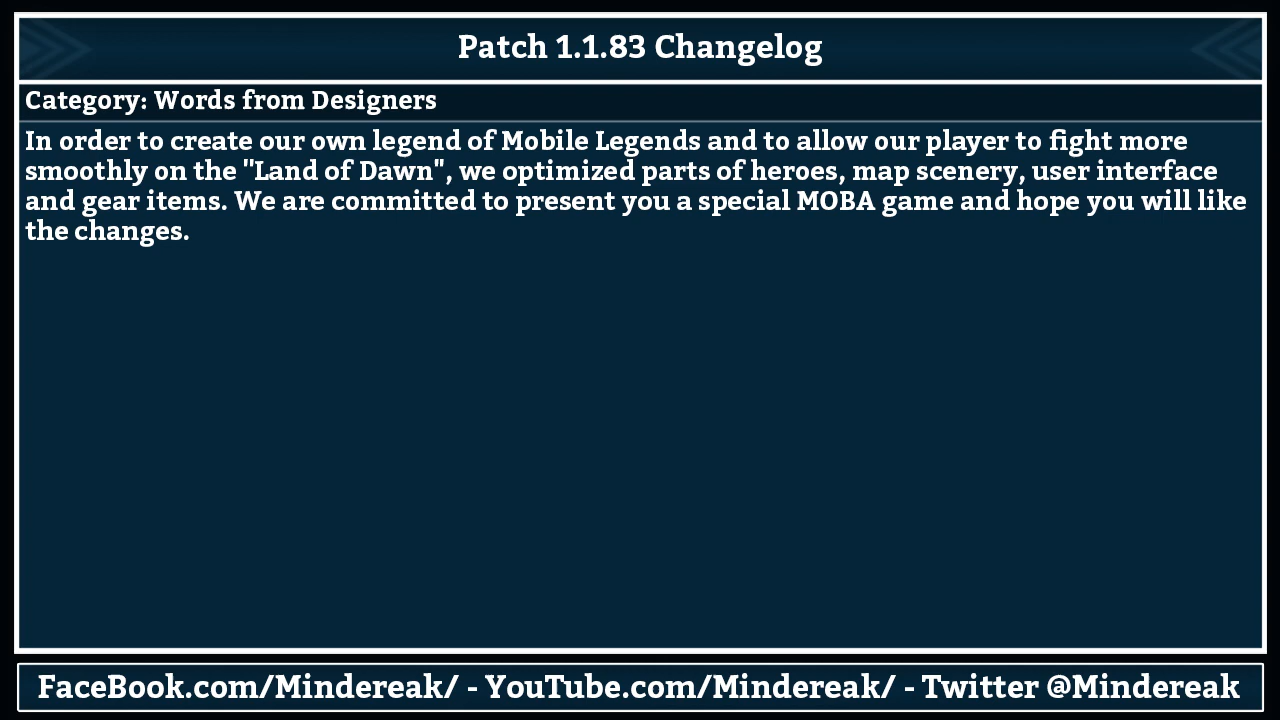 Patch 1.1.83 Changelog
Category: Words from Designers
In order to create our own legend of Mobile Legends and to allow our player to fight more
smoothly on the "Land of Dawn", we optimized parts of heroes, map scenery, user interface
and gear items. We are committed to present you a special MOBA game and hope you will like
the changes.
FaceBook.com/Mindereak/ - YouTube.com/Mindereak/ - Twitter @Mindereak